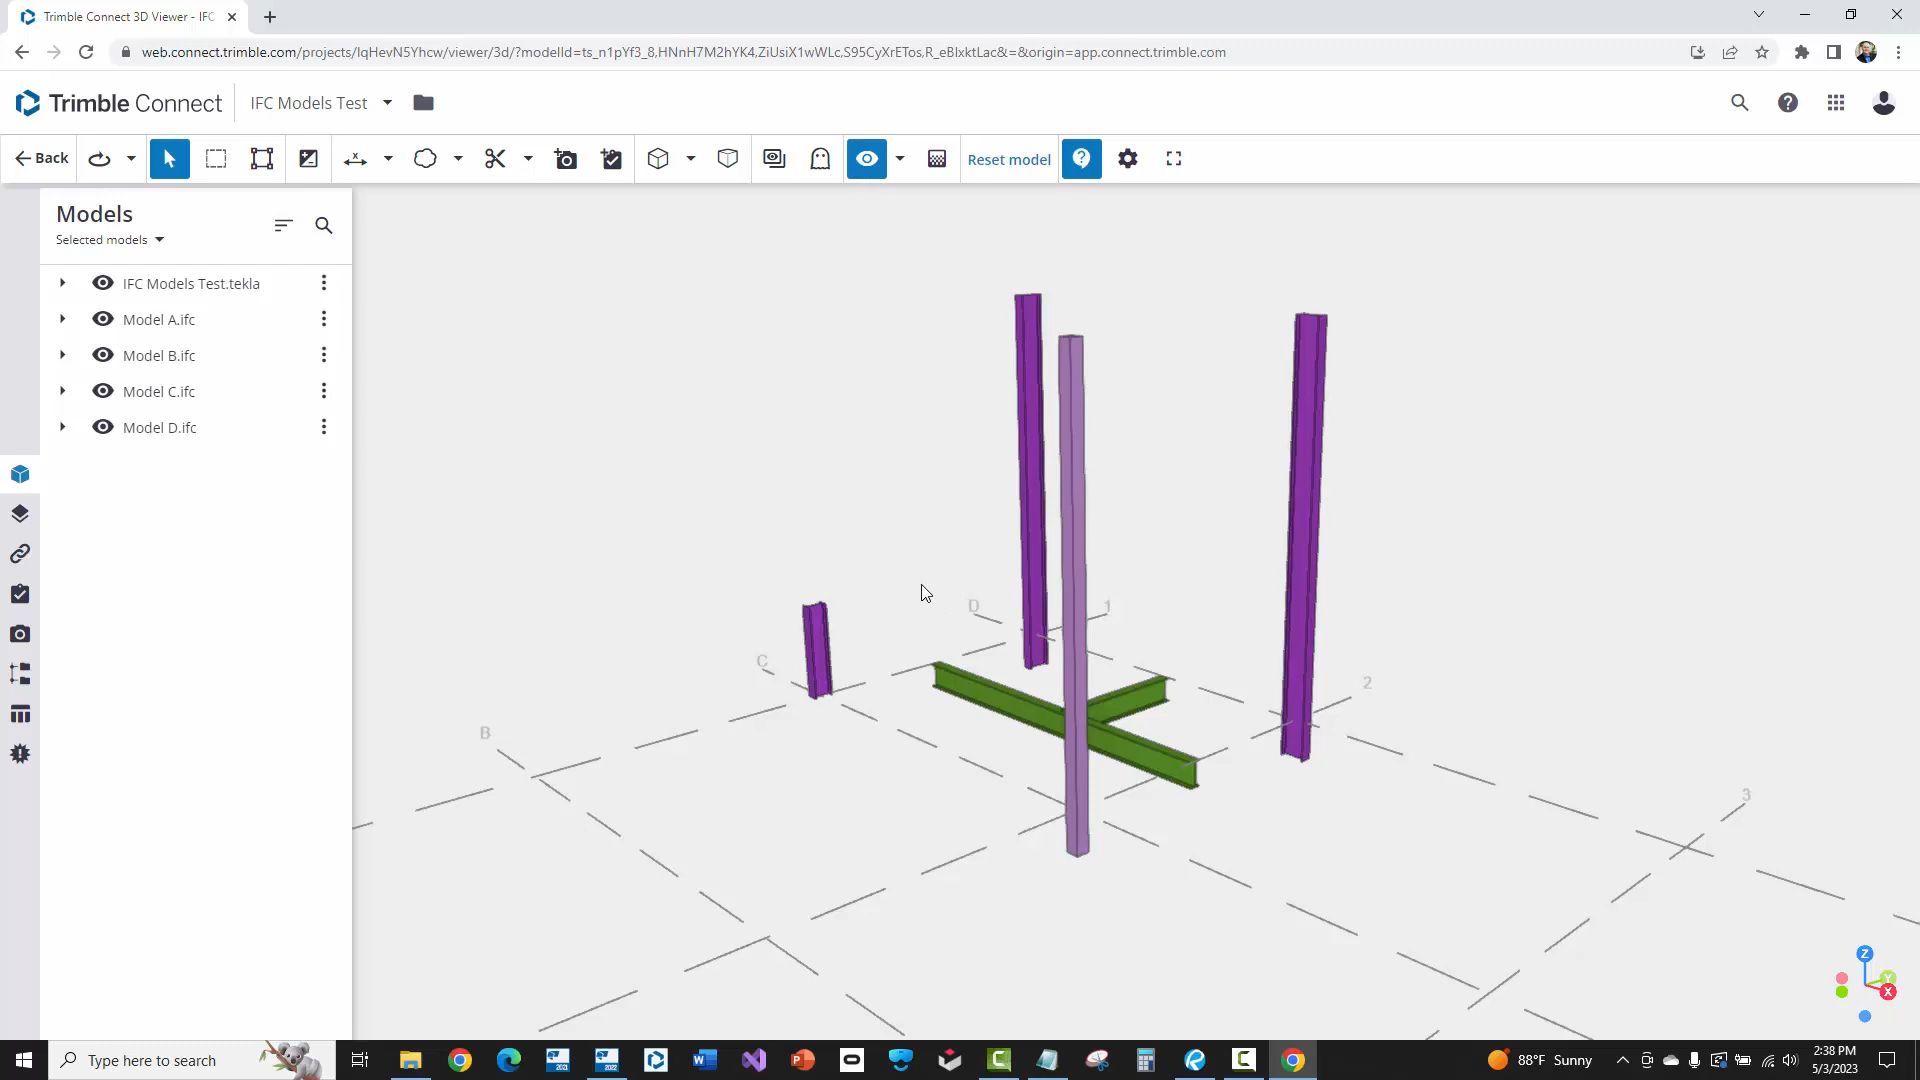 Trimble Connect 3D Viewer - IFC
web.connect.trimble.com/projects/IqHevN5Yhcw/viewer/3d/?modelId=ts_n1pYf3_8,HNnH7M2hYK4,ZiUsiX1wWLc,S95CyXrETos,R_eBlxktLac&=&origin=app.connect.trimble.com
Trimble Connect
IFC Models Test
Back
Reset model
Models
Selected models
IFC Models Test.tekla
Model A.ifc
Model B.ifc
Model C.ifc
Model D.ifc
D
1
C
2
B
3
Z
Y
X
Type here to search
2021
2022
88°F Sunny
2:38 PM
5/3/2023